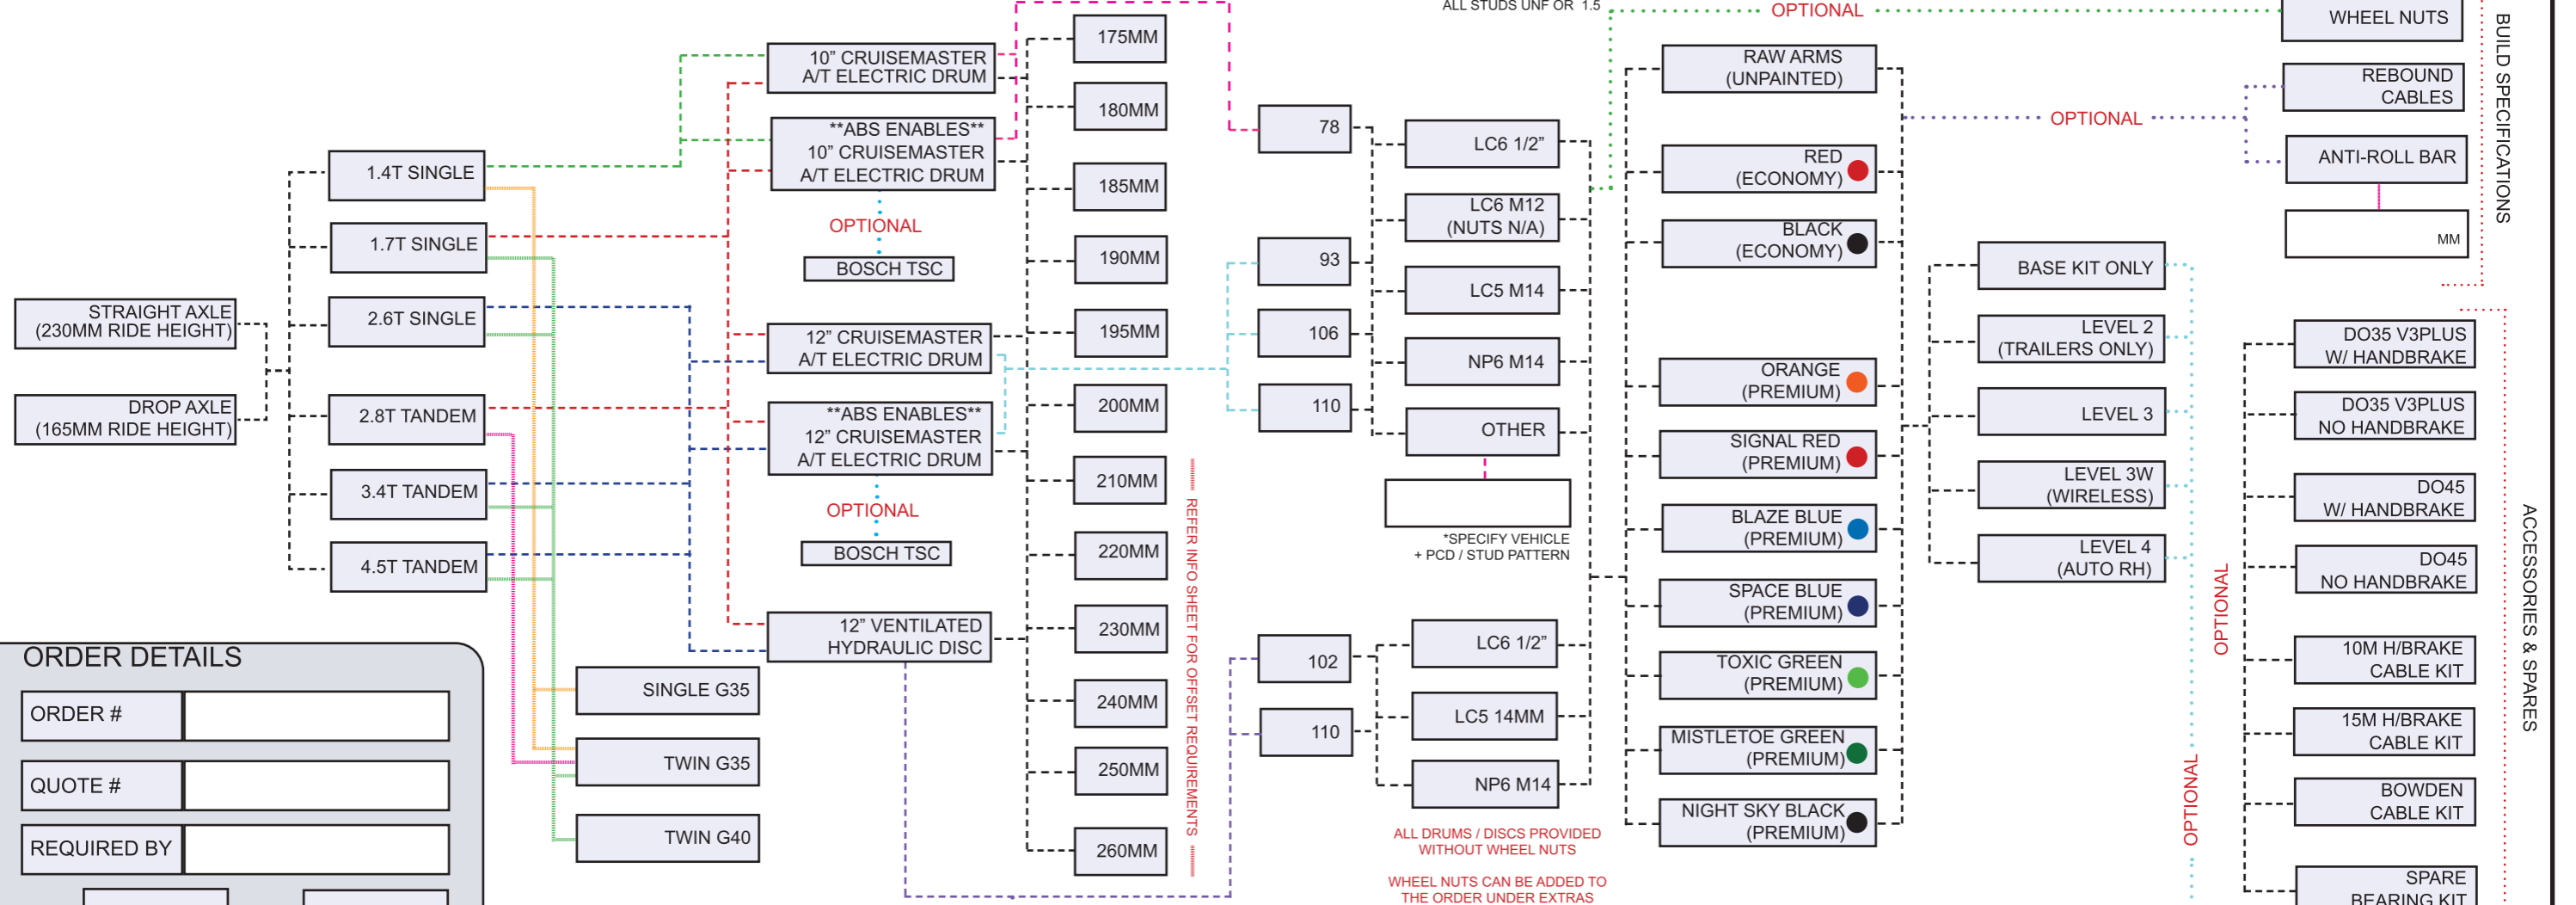 STRAIGHT AXLE
(230MM RIDE HEIGHT)
DROP AXLE
(165MM RIDE HEIGHT)
1.4T SINGLE
1.7T SINGLE
2.6T SINGLE
2.8T TANDEM
3.4T TANDEM
4.5T TANDEM
ORDER DETAILS
ORDER #
QUOTE #
REQUIRED BY
SINGLE G35
TWIN G35
TWIN G40
10” CRUISEMASTER
A/T ELECTRIC DRUM
**ABS ENABLES**
10” CRUISEMASTER
A/T ELECTRIC DRUM
OPTIONAL
BOSCH TSC
12” CRUISEMASTER
A/T ELECTRIC DRUM
**ABS ENABLES**
12” CRUISEMASTER
A/T ELECTRIC DRUM
OPTIONAL
BOSCH TSC
12” VENTILATED
HYDRAULIC DISC
175MM
180MM
185MM
190MM
195MM
200MM
210MM
220MM
230MM
240MM
250MM
260MM
REFER INFO SHEET FOR OFFSET REQUIREMENTS
78
93
106
110
102
110
ALL STUDS UNF OR 1.5
LC6 1/2”
LC6 M12
(NUTS N/A)
LC5 M14
NP6 M14
OTHER
*SPECIFY VEHICLE
+ PCD / STUD PATTERN
LC6 1/2”
LC5 14MM
NP6 M14
ALL DRUMS / DISCS PROVIDED
WITHOUT WHEEL NUTS
WHEEL NUTS CAN BE ADDED TO
THE ORDER UNDER EXTRAS
OPTIONAL
RAW ARMS
(UNPAINTED)
RED
(ECONOMY)
BLACK
(ECONOMY)
ORANGE
(PREMIUM)
SIGNAL RED
(PREMIUM)
BLAZE BLUE
(PREMIUM)
SPACE BLUE
(PREMIUM)
TOXIC GREEN
(PREMIUM)
MISTLETOE GREEN
(PREMIUM)
NIGHT SKY BLACK
(PREMIUM)
OPTIONAL
BASE KIT ONLY
LEVEL 2
(TRAILERS ONLY)
LEVEL 3
LEVEL 3W
(WIRELESS)
LEVEL 4
(AUTO RH)
OPTIONAL
OPTIONAL
WHEEL NUTS
REBOUND
CABLES
ANTI-ROLL BAR
MM
BUILD SPECIFICATIONS
DO35 V3PLUS
W/ HANDBRAKE
DO35 V3PLUS
NO HANDBRAKE
DO45
W/ HANDBRAKE
DO45
NO HANDBRAKE
10M H/BRAKE
CABLE KIT
15M H/BRAKE
CABLE KIT
BOWDEN
CABLE KIT
SPARE
BEARING KIT
ACCESSORIES & SPARES